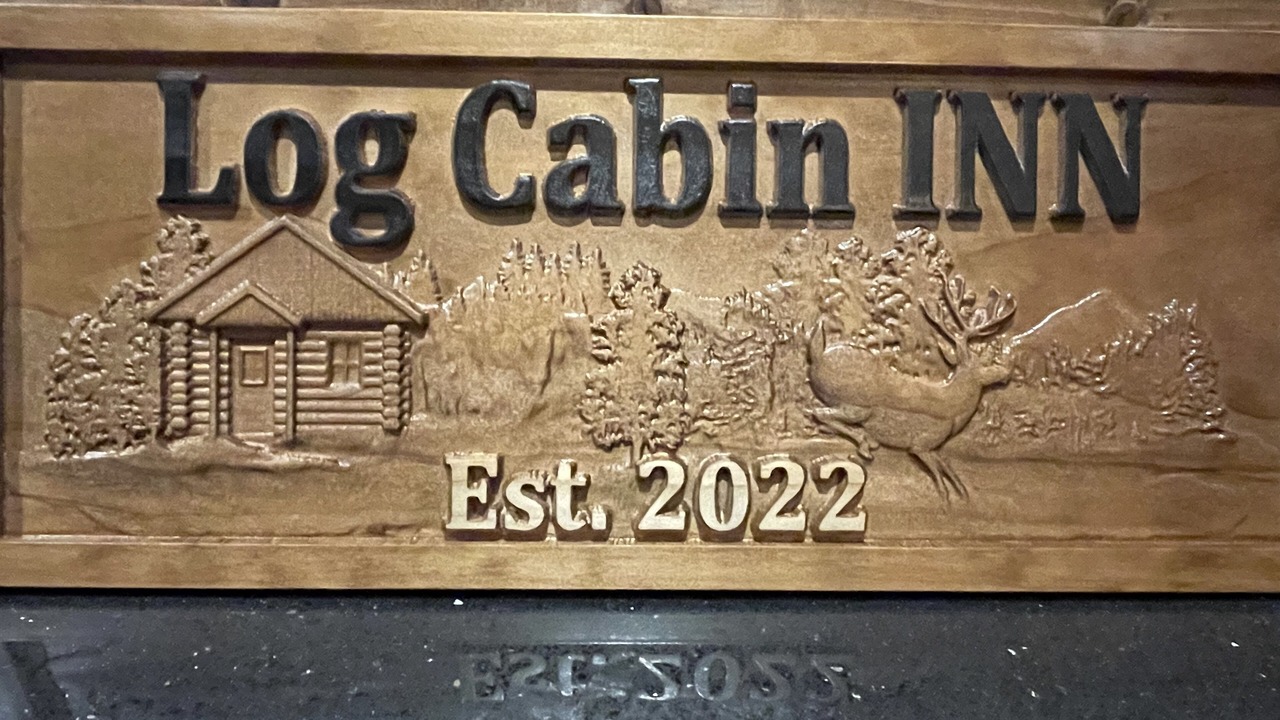 Log Cabin INN
Est. 2022